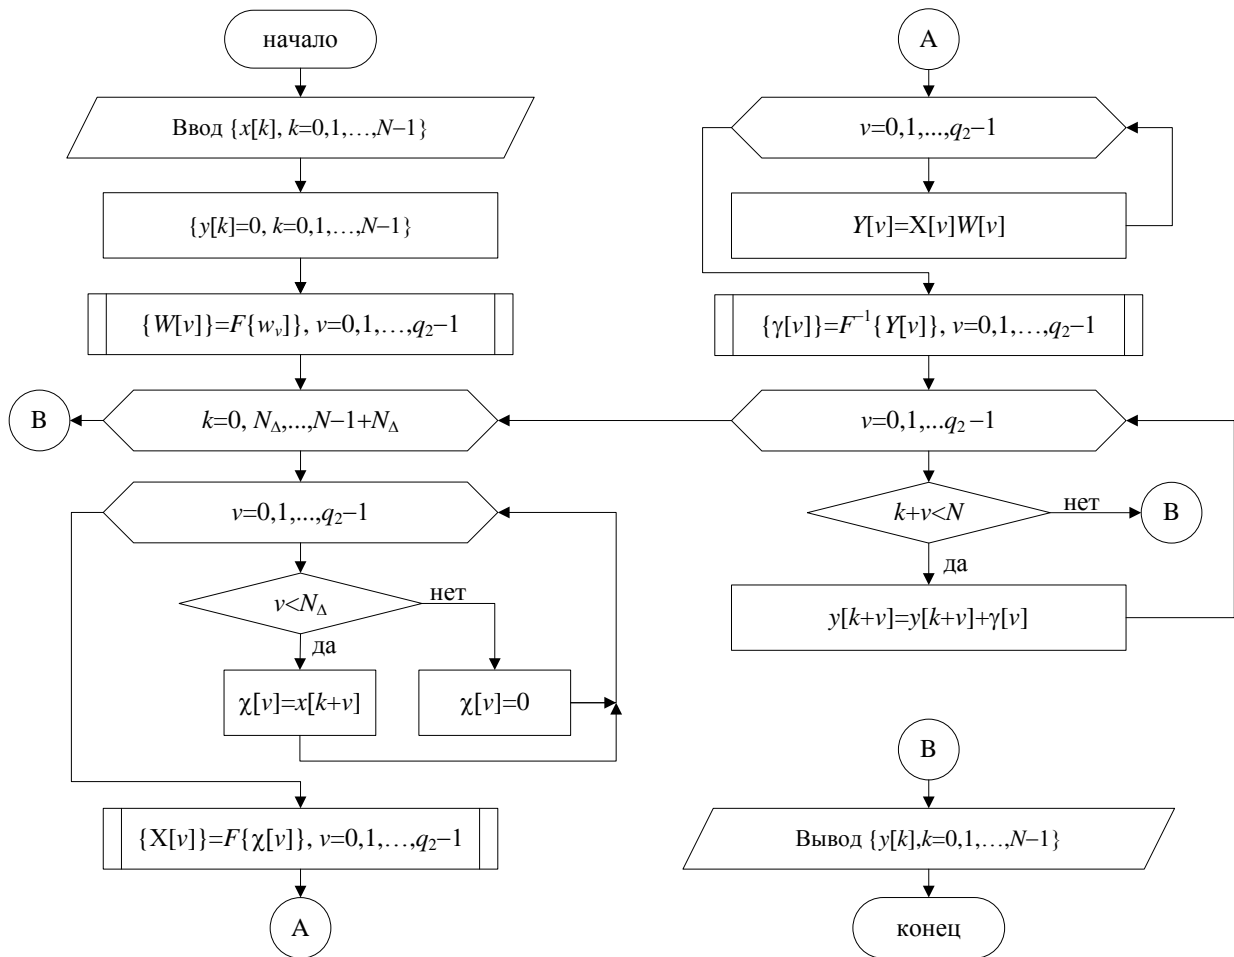 начало
Ввод {x[k], k=0,1,…,N−1}
{y[k]=0, k=0,1,…,N−1}
{W[v]}=F{w_v]}, v=0,1,…,q₂−1
B
k=0, N_Δ,...,N−1+N_Δ
v=0,1,...,q₂−1
v<N_Δ
нет
да
χ[v]=x[k+v]
χ[v]=0
{X[v]}=F{χ[v]}, v=0,1,…,q₂−1
A
A
v=0,1,...,q₂−1
Y[v]=X[v]W[v]
{γ[v]}=F⁻¹{Y[v]}, v=0,1,…,q₂−1
v=0,1,...q₂−1
k+v<N
нет
B
да
y[k+v]=y[k+v]+γ[v]
B
Вывод {y[k],k=0,1,…,N−1}
конец